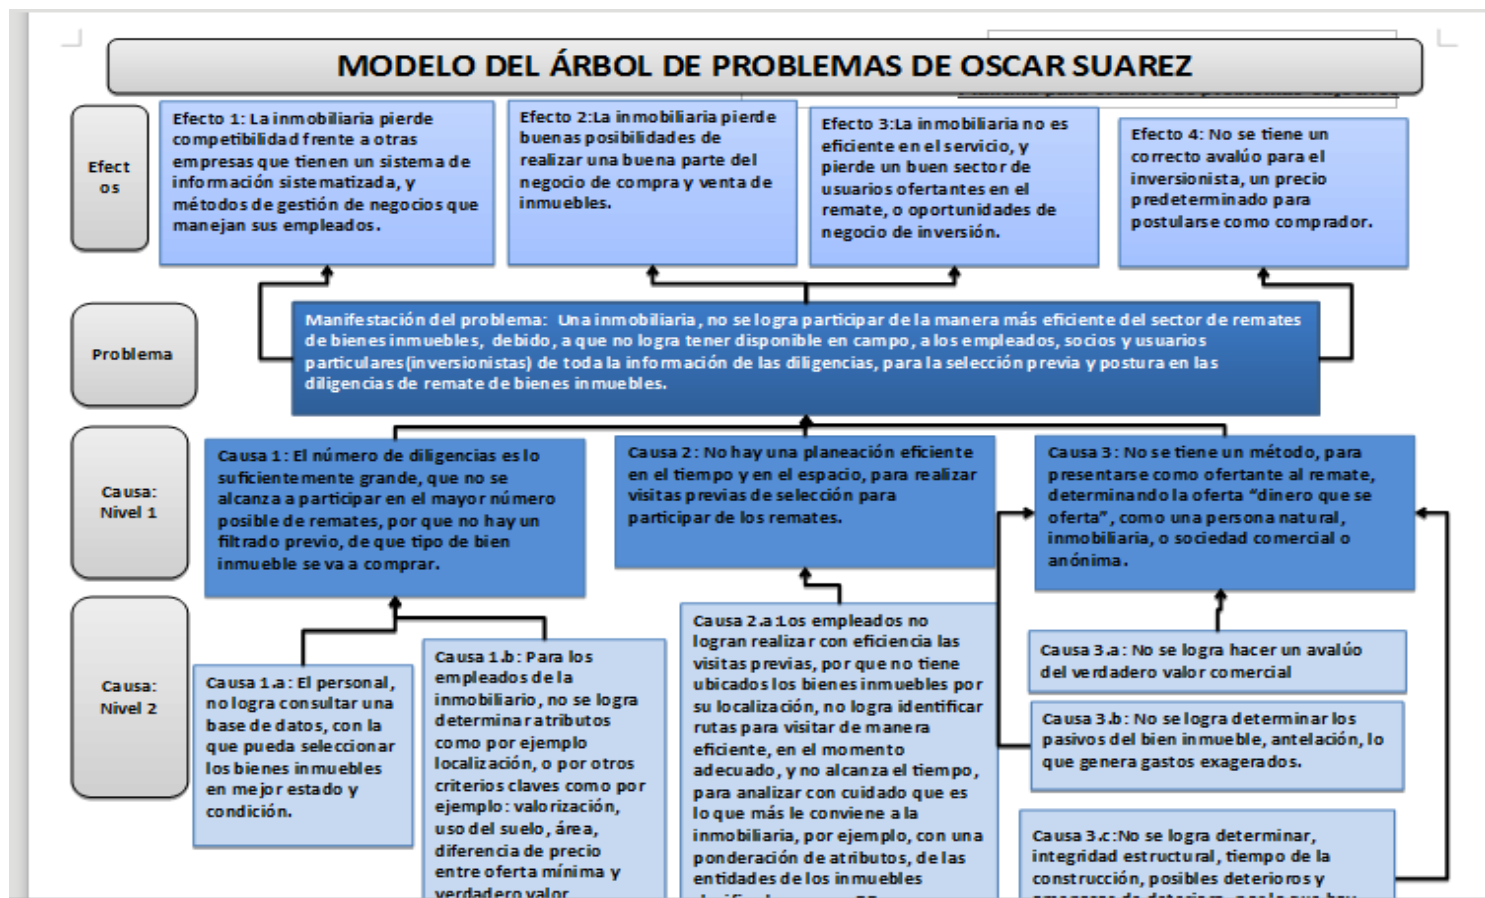 MODELO DEL ÁRBOL DE PROBLEMAS DE OSCAR SUAREZ
Efect
os
Efecto 1: La inmobiliaria pierde
competibilidad frente a otras
empresas que tienen un sistema de
información sistematizada, y
métodos de gestión de negocios que
manejan sus empleados.
Efecto 2:La inmobiliaria pierde
buenas posibilidades de
realizar una buena parte del
negocio de compra y venta de
inmuebles.
Efecto 3:La inmobiliaria no es
eficiente en el servicio, y
pierde un buen sector de
usuarios ofertantes en el
remate, o oportunidades de
negocio de inversión.
Efecto 4: No se tiene un
correcto avalúo para el
inversionista, un precio
predeterminado para
postularse como comprador.
Problema
Manifestación del problema: Una inmobiliaria, no se logra participar de la manera más eficiente del sector de remates
de bienes inmuebles, debido, a que no logra tener disponible en campo, a los empleados, socios y usuarios
particulares(inversionistas) de toda la información de las diligencias, para la selección previa y postura en las
diligencias de remate de bienes inmuebles.
Causa:
Nivel 1
Causa 1: El número de diligencias es lo
suficientemente grande, que no se
alcanza a participar en el mayor número
posible de remates, por que no hay un
filtrado previo, de que tipo de bien
inmueble se va a comprar.
Causa 2: No hay una planeación eficiente
en el tiempo y en el espacio, para realizar
visitas previas de selección para
participar de los remates.
Causa 3: No se tiene un método, para
presentarse como ofertante al remate,
determinando la oferta “dinero que se
oferta”, como una persona natural,
inmobiliaria, o sociedad comercial o
anónima.
Causa:
Nivel 2
Causa 1.a: El personal,
no logra consultar una
base de datos, con la
que pueda seleccionar
los bienes inmuebles
en mejor estado y
condición.
Causa 1.b: Para los
empleados de la
inmobiliario, no se logra
determinar atributos
como por ejemplo
localización, o por otros
criterios claves como por
ejemplo: valorización,
uso del suelo, área,
diferencia de precio
entre oferta mínima y
verdadero valor
Causa 2.a:Los empleados no
logran realizar con eficiencia las
visitas previas, por que no tiene
ubicados los bienes inmuebles por
su localización, no logra identificar
rutas para visitar de manera
eficiente, en el momento
adecuado, y no alcanza el tiempo,
para analizar con cuidado que es
lo que más le conviene a la
inmobiliaria, por ejemplo, con una
ponderación de atributos, de las
entidades de los inmuebles
Causa 3.a: No se logra hacer un avalúo
del verdadero valor comercial
Causa 3.b: No se logra determinar los
pasivos del bien inmueble, antelación, lo
que genera gastos exagerados.
Causa 3.c:No se logra determinar,
integridad estructural, tiempo de la
construcción, posibles deterioros y